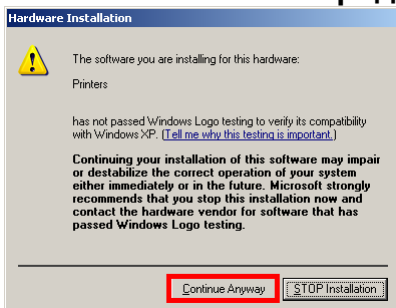 Hardware Installation
The software you are installing for this hardware:
Printers
has not passed Windows Logo testing to verify its compatibility
with Windows XP. (Tell me why this testing is important.)
Continuing your installation of this software may impair
or destabilize the correct operation of your system
either immediately or in the future. Microsoft strongly
recommends that you stop this installation now and
contact the hardware vendor for software that has
passed Windows Logo testing.
Continue Anyway
STOP Installation